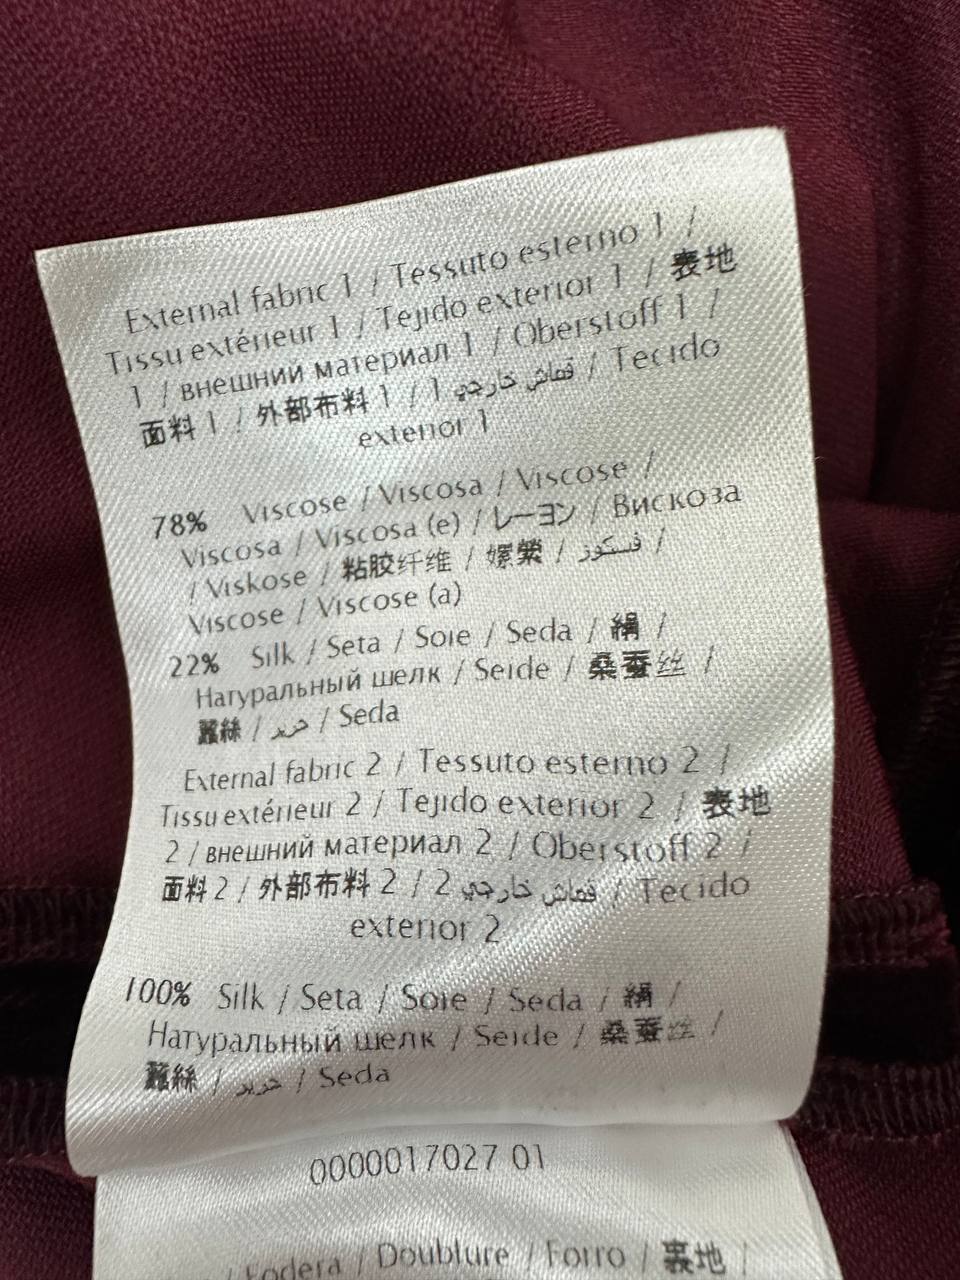 External fabric 1 / Tessuto esterno 1 /
Tissu extérieur 1 / Tejido exterior 1 / 表地
1 / внешний материал 1 / Oberstoff 1 /
面料 1 / 外部布料 1 / 1 قماش خارجي / Tecido
exterior 1
78% Viscose / Viscosa / Viscose /
Viscosa / Viscosa (e) / レーヨン / Вискоза
/ Viskose / 粘胶纤维 / 嫘縈 / فسكوز /
Viscose / Viscose (a)
22% Silk / Seta / Soie / Seda / 絹 /
Натуральный шелк / Seide / 桑蚕丝 /
蠶絲 / حرير / Seda
External fabric 2 / Tessuto esterno 2 /
Tissu extérieur 2 / Tejido exterior 2 / 表地
2 / внешний материал 2 / Oberstoff 2 /
面料 2 / 外部布料 2 / 2 قماش خارجي / Tecido
exterior 2
100% Silk / Seta / Soie / Seda / 絹 /
Натуральный шелк / Seide / 桑蚕丝 /
蠶絲 / حرير / Seda
0000017027 01
/ Fodera / Doublure / Forro / 裏地 /